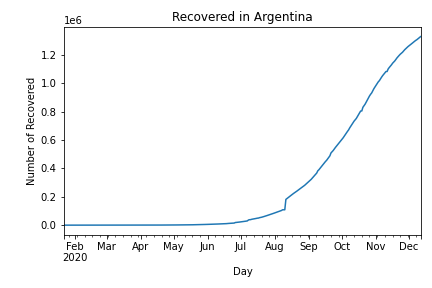 Recovered in Argentina
1e6
1.2
1.0
0.8
0.6
0.4
0.2
0.0
Number of Recovered
Feb Mar Apr May Jun Jul Aug Sep Oct Nov Dec
2020
Day